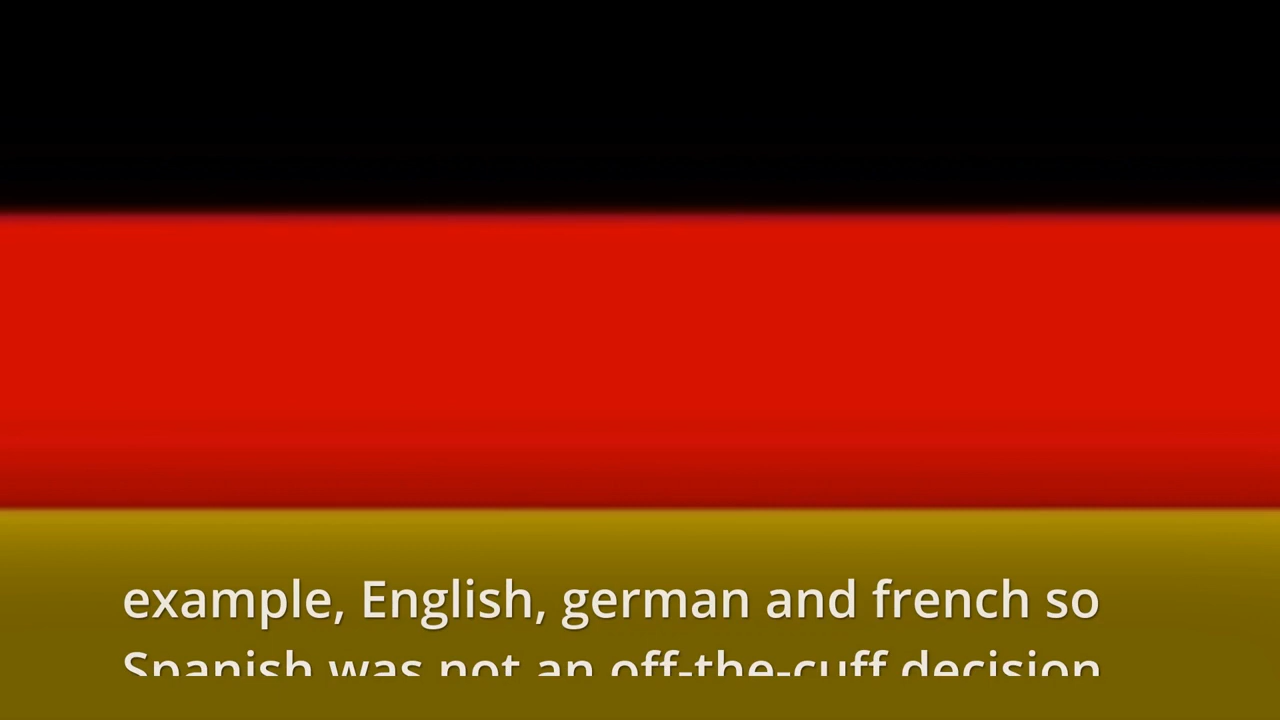 example, English, german and french so
Spanish was not an off-the-cuff decision